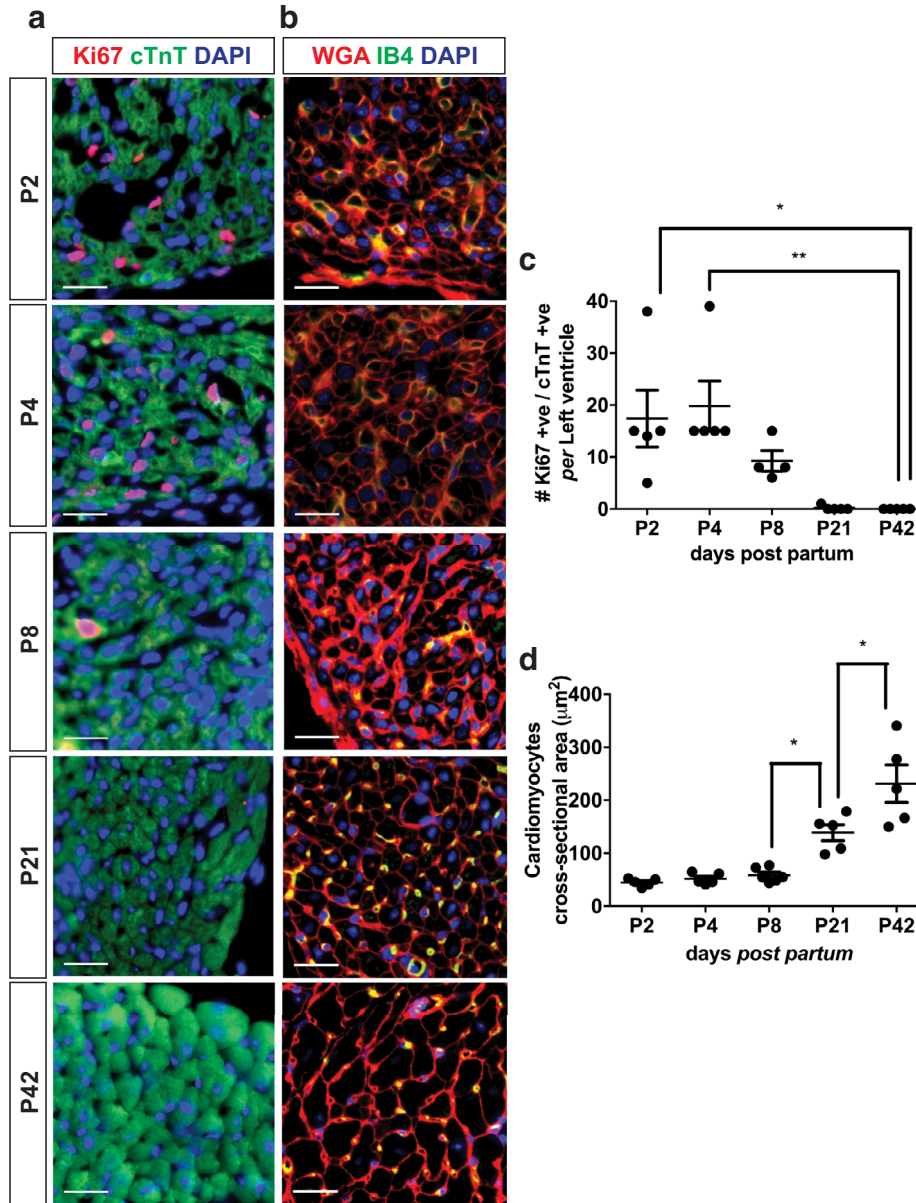 a
b
Ki67 cTnT DAPI
WGA IB4 DAPI
P2
P4
P8
P21
P42
c
*
**
# Ki67 +ve / cTnT +ve
per Left ventricle
40
30
20
10
0
P2 P4 P8 P21 P42
days post partum
d
*
*
Cardiomyocytes
cross-sectional area (µm²)
400
300
200
100
0
P2 P4 P8 P21 P42
days post partum